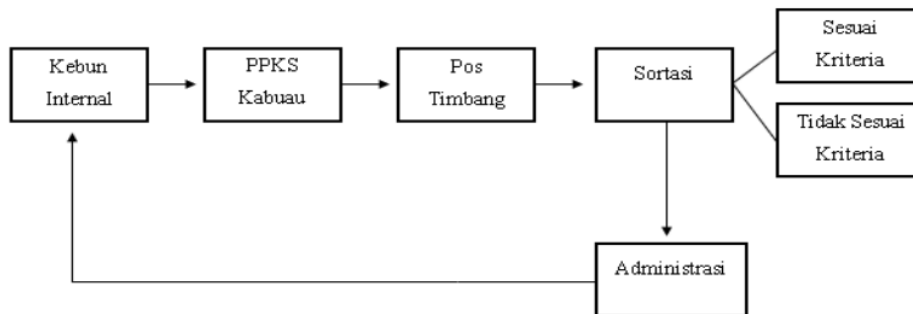 Kebun
Internal
PPKS
Kabuau
Pos
Timbang
Sortasi
Sesuai
Kriteria
Tidak Sesuai
Kriteria
Administrasi